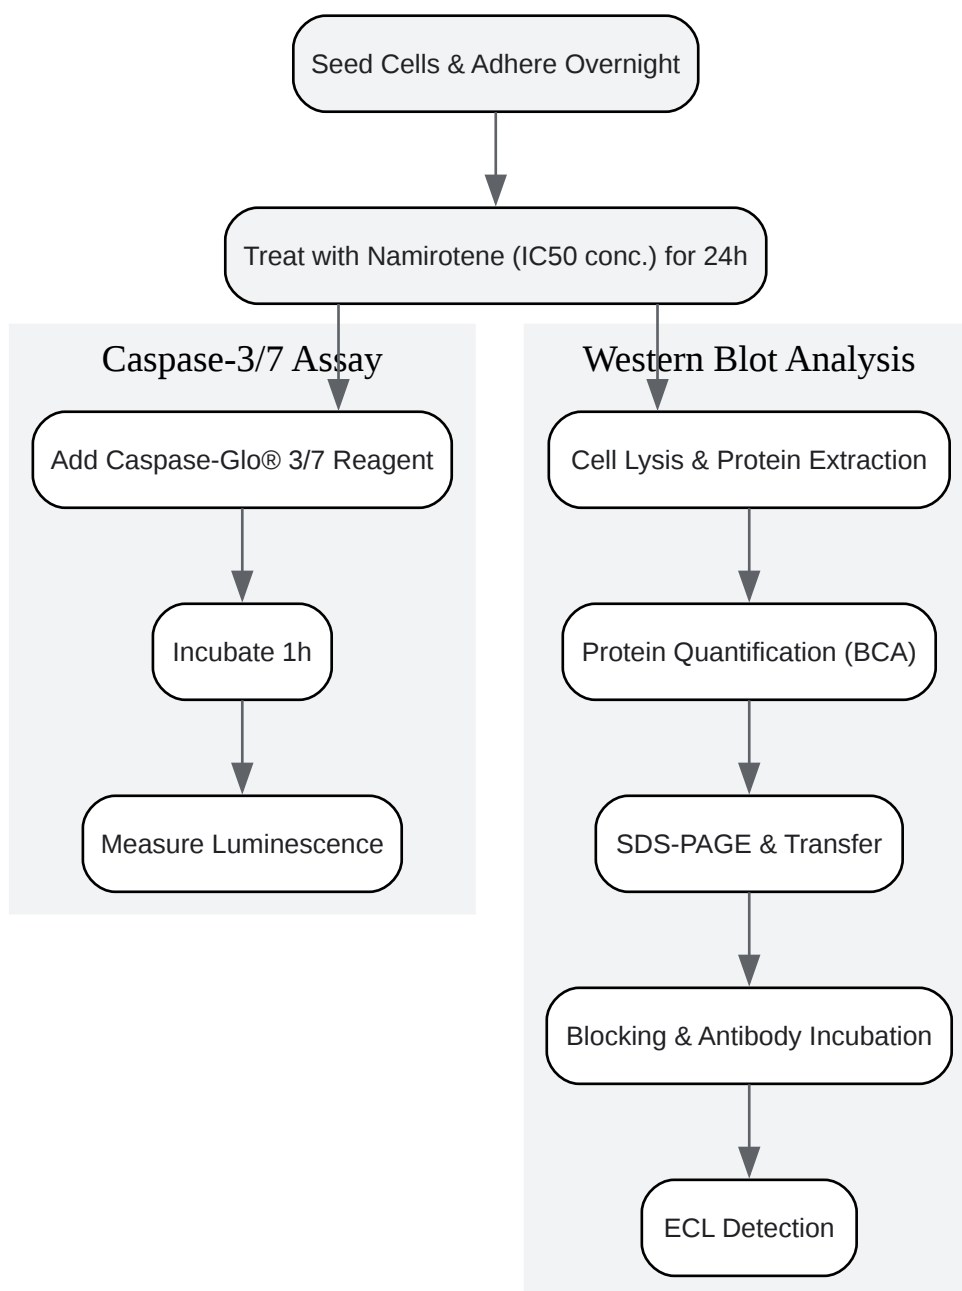 Seed Cells & Adhere Overnight
Treat with Namirotene (IC50 conc.) for 24h
Caspase-3/7 Assay
Add Caspase-Glo® 3/7 Reagent
Incubate 1h
Measure Luminescence
Western Blot Analysis
Cell Lysis & Protein Extraction
Protein Quantification (BCA)
SDS-PAGE & Transfer
Blocking & Antibody Incubation
ECL Detection